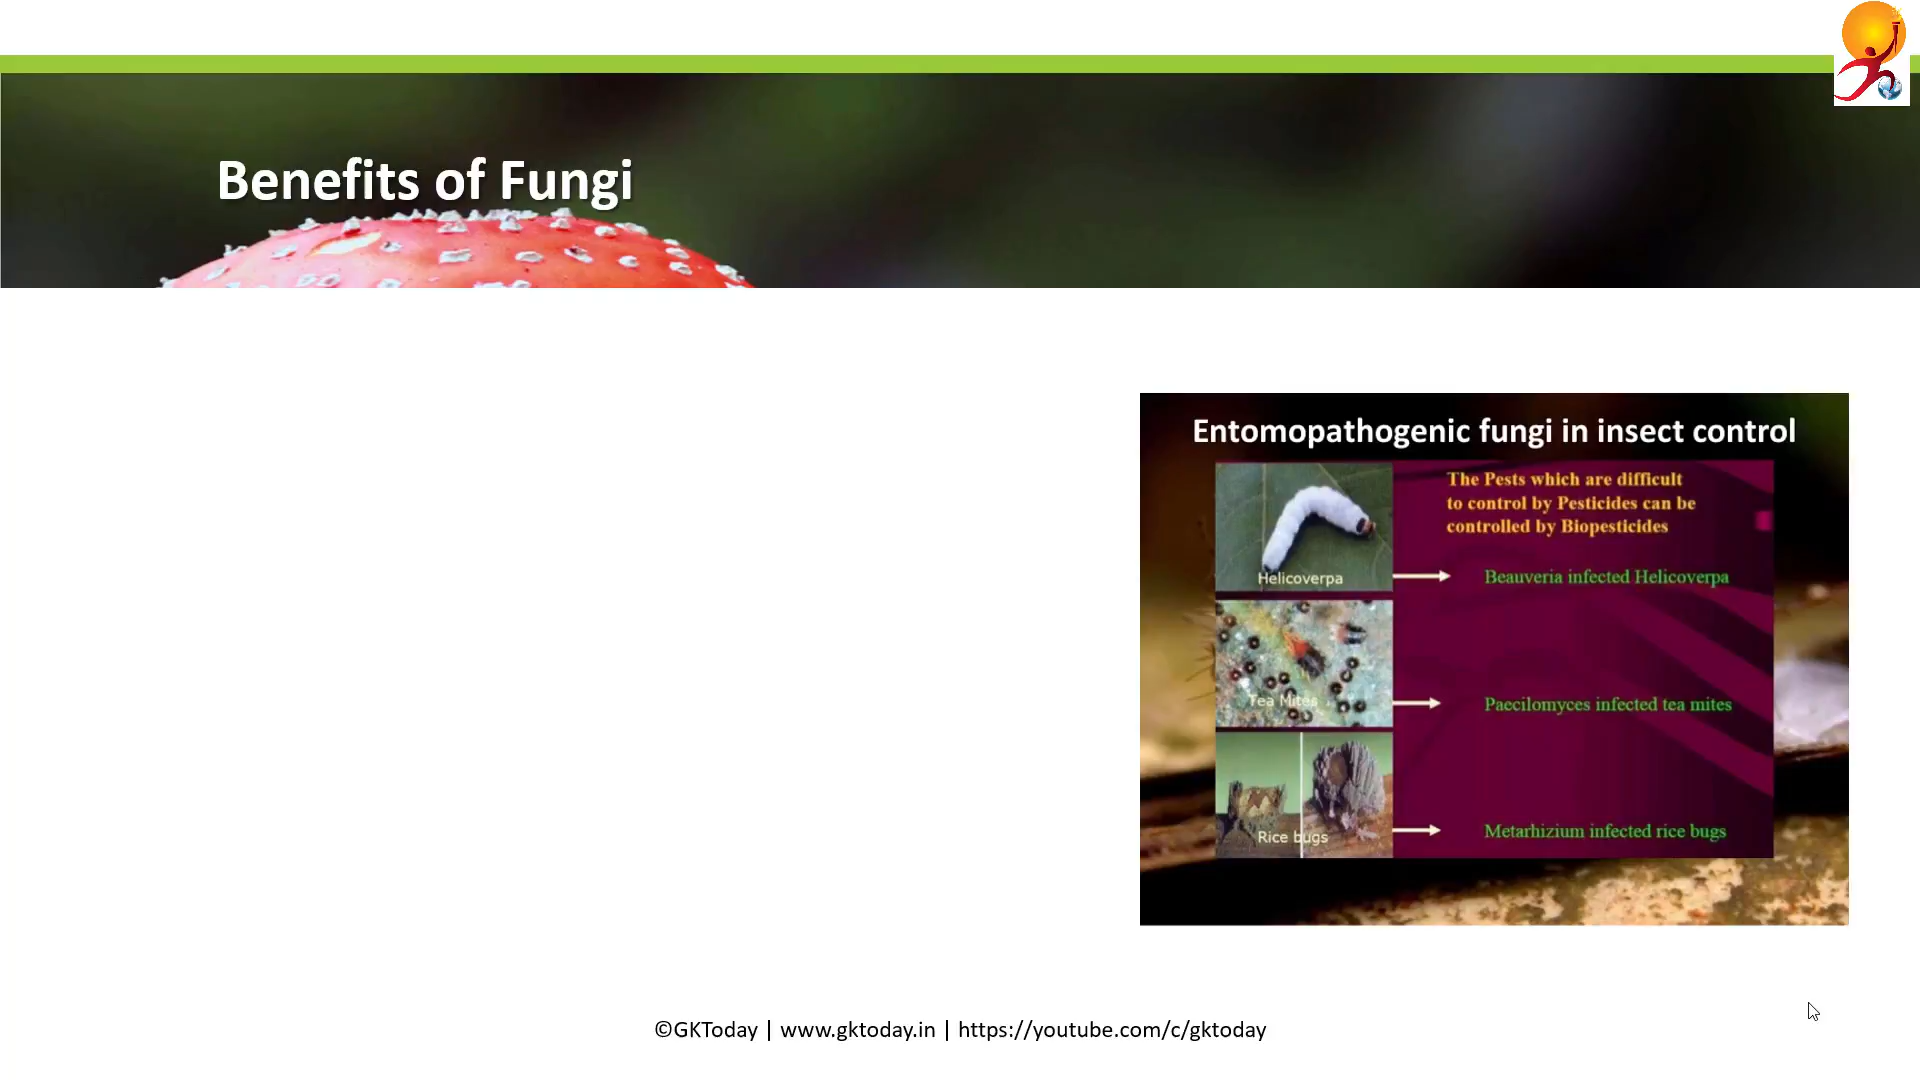 Benefits of Fungi
Entomopathogenic fungi in insect control
The Pests which are difficult
to control by Pesticides can be
controlled by Biopesticides
Helicoverpa
Beauveria infected Helicoverpa
Tea Mites
Paecilomyces infected tea mites
Rice bugs
Metarhizium infected rice bugs
©GKToday | www.gktoday.in | https://youtube.com/c/gktoday